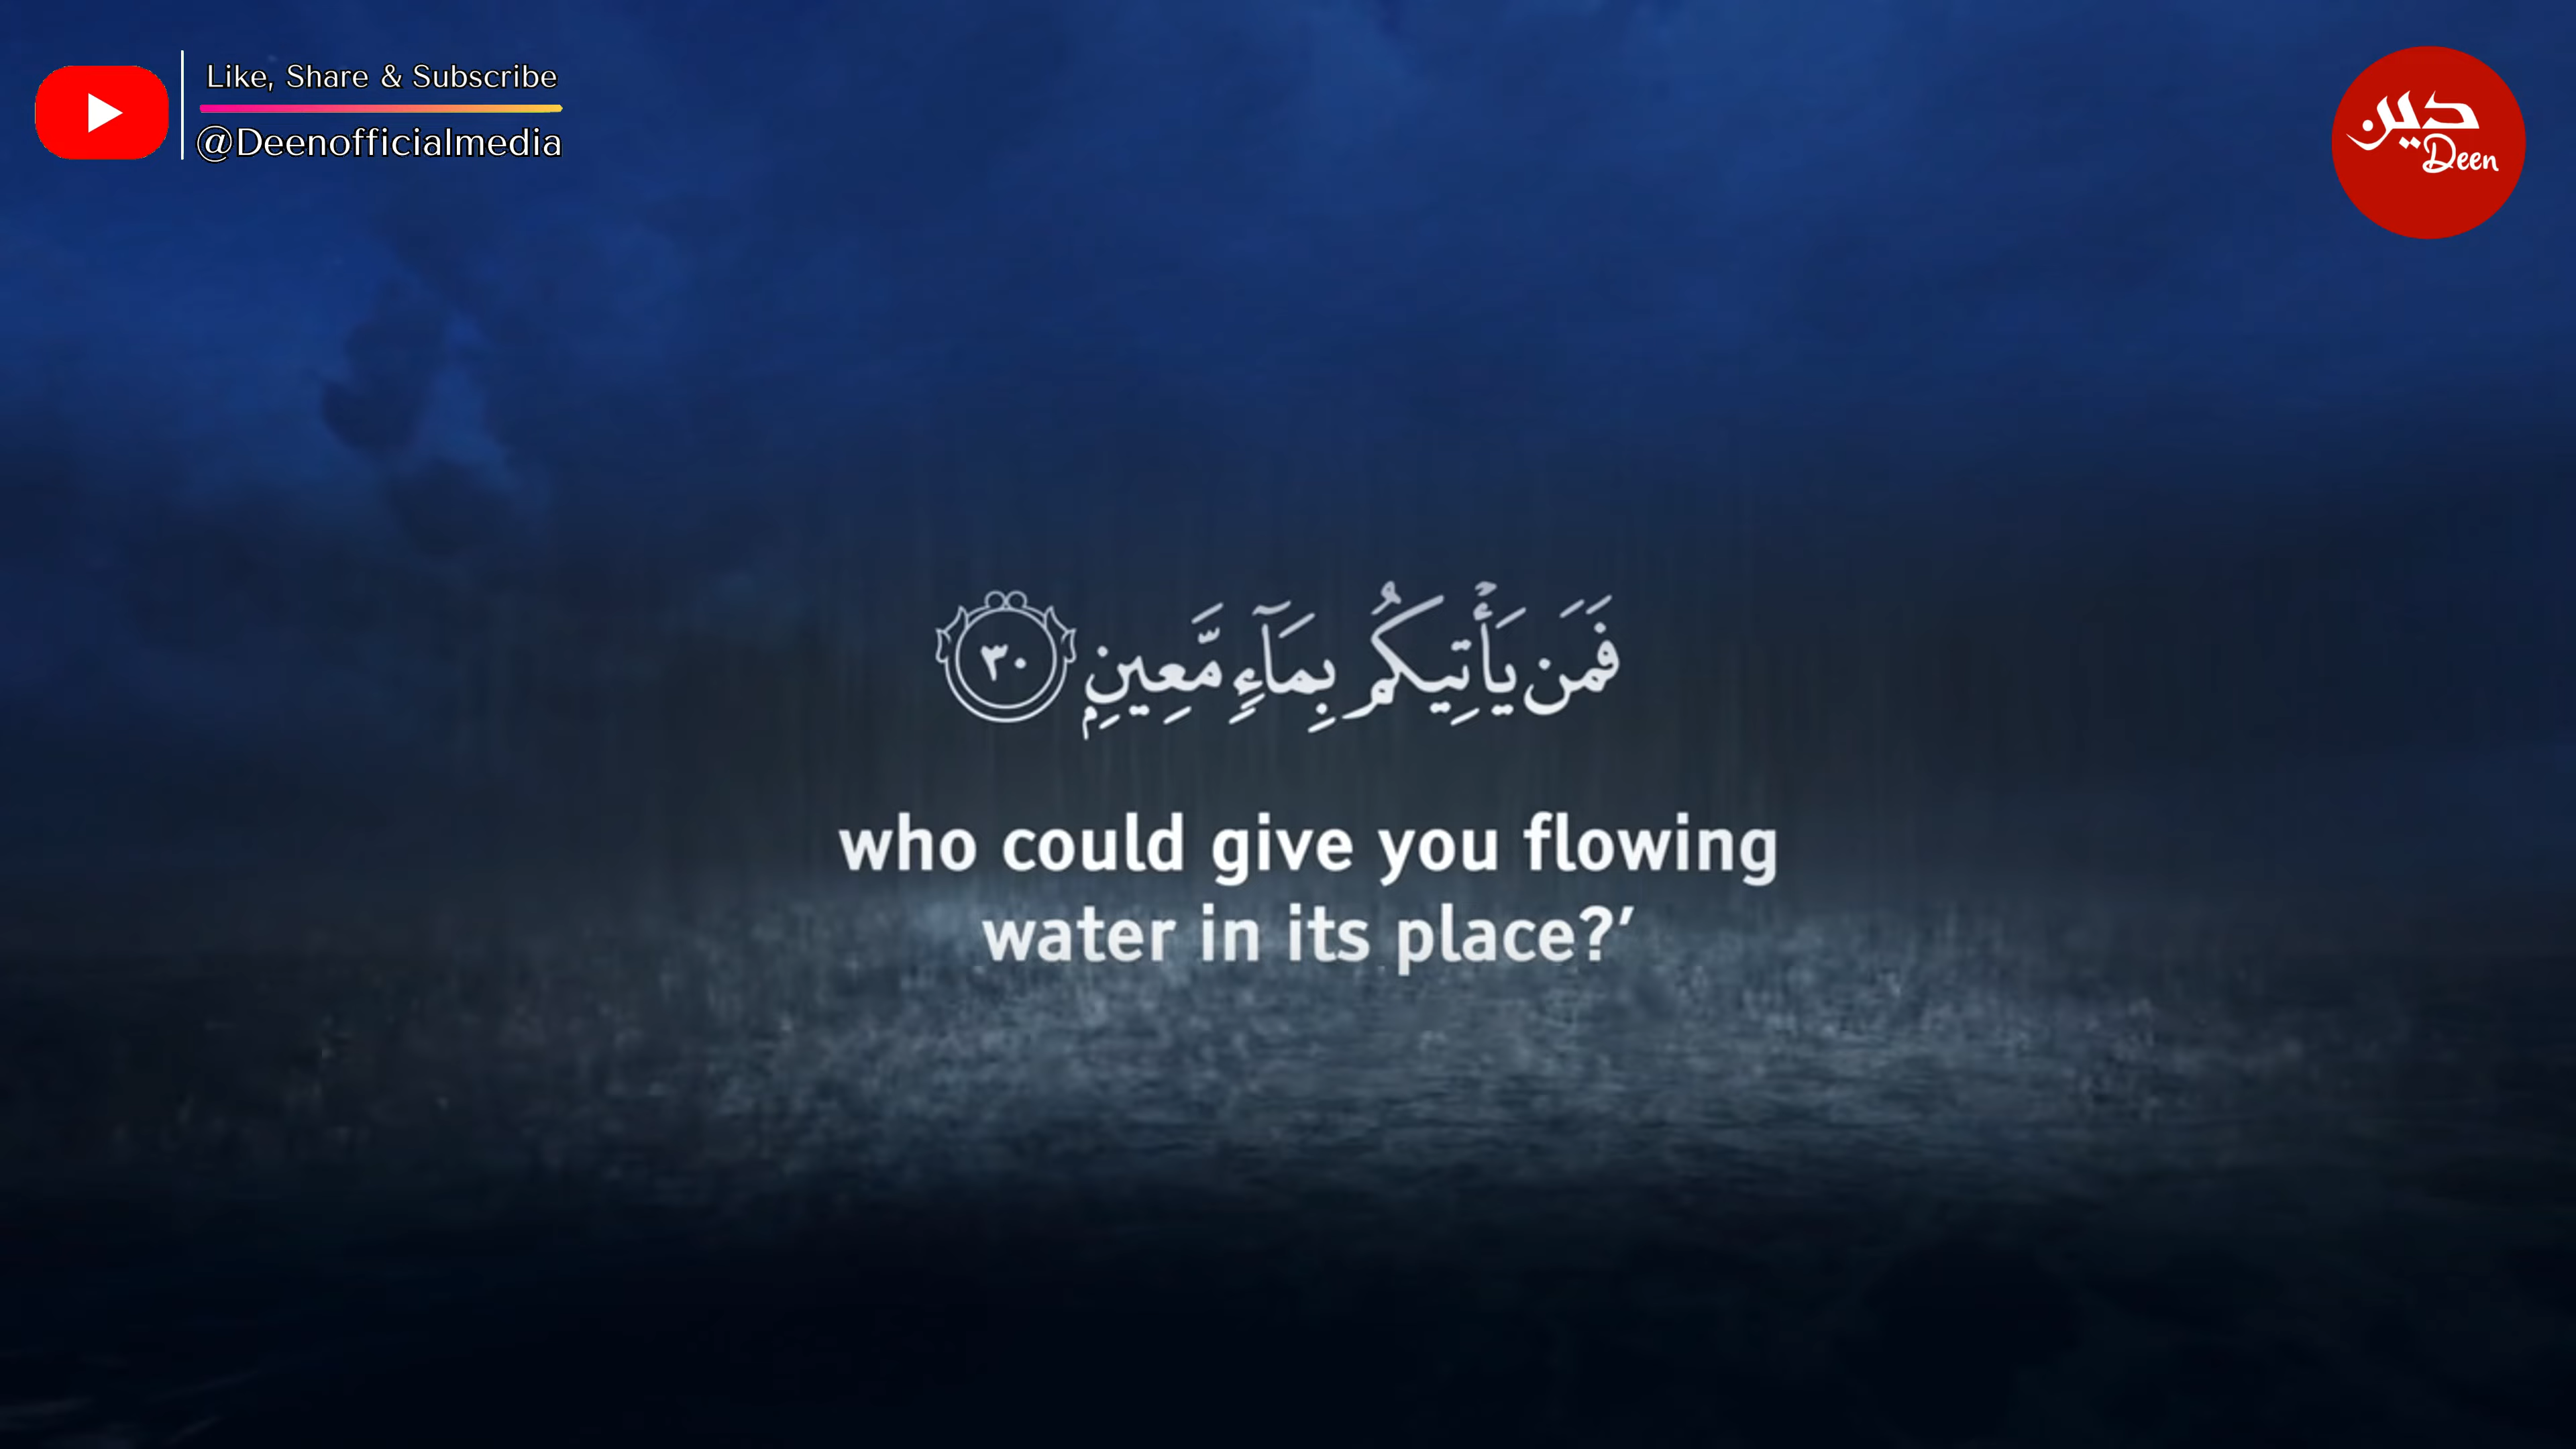 Like, Share & Subscribe
@Deenofficialmedia
دين
Deen
فَمَن يَأۡتِيكُم بِمَآءٖ مَّعِينِۭ ٣٠
who could give you flowing
water in its place?’